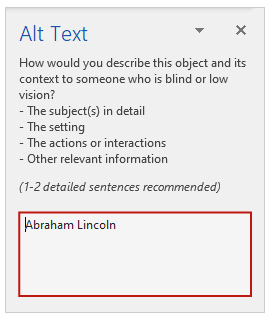 Alt Text
How would you describe this object and its
context to someone who is blind or low
vision?
- The subject(s) in detail
- The setting
- The actions or interactions
- Other relevant information
(1-2 detailed sentences recommended)
Abraham Lincoln